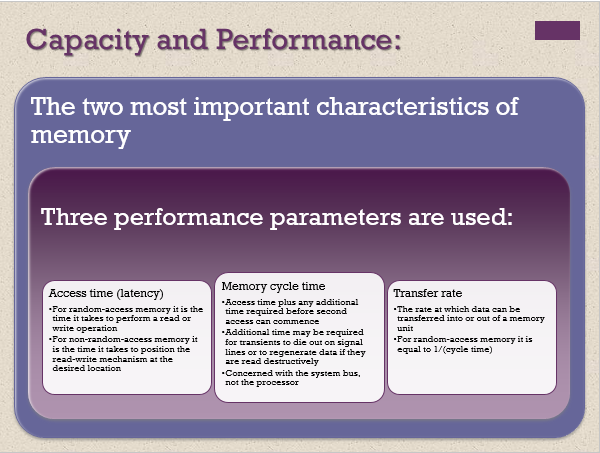 Capacity and Performance:
The two most important characteristics of
memory
Three performance parameters are used:
Access time (latency)
•For random-access memory it is the
time it takes to perform a read or
write operation
•For non-random-access memory it
is the time it takes to position the
read-write mechanism at the
desired location
Memory cycle time
•Access time plus any additional
time required before second
access can commence
•Additional time may be required
for transients to die out on signal
lines or to regenerate data if they
are read destructively
•Concerned with the system bus,
not the processor
Transfer rate
•The rate at which data can be
transferred into or out of a memory
unit
•For random-access memory it is
equal to 1/(cycle time)